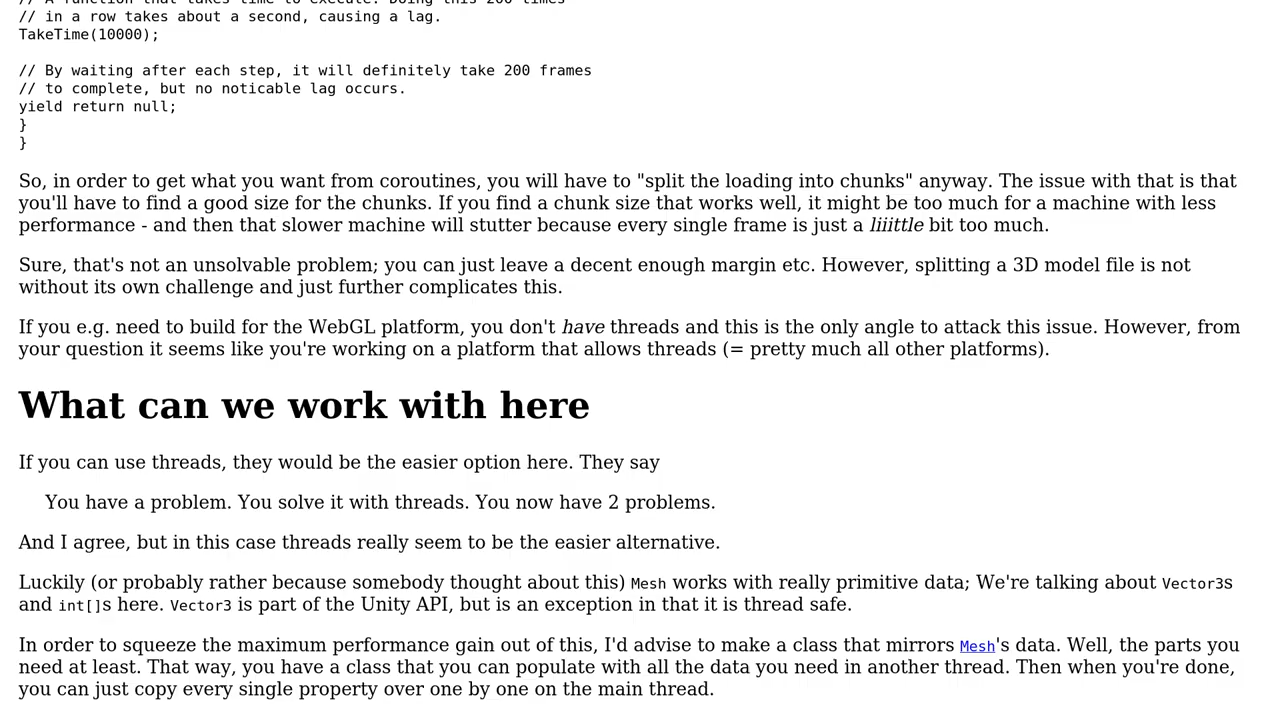 // A function that takes time to execute. Doing this 200 times
// in a row takes about a second, causing a lag.
TakeTime(10000);
// By waiting after each step, it will definitely take 200 frames
// to complete, but no noticable lag occurs.
yield return null;
}
}
So, in order to get what you want from coroutines, you will have to "split the loading into chunks" anyway. The issue with that is that
you'll have to find a good size for the chunks. If you find a chunk size that works well, it might be too much for a machine with less
performance - and then that slower machine will stutter because every single frame is just a liiittle bit too much.
Sure, that's not an unsolvable problem; you can just leave a decent enough margin etc. However, splitting a 3D model file is not
without its own challenge and just further complicates this.
If you e.g. need to build for the WebGL platform, you don't have threads and this is the only angle to attack this issue. However, from
your question it seems like you're working on a platform that allows threads (= pretty much all other platforms).
What can we work with here
If you can use threads, they would be the easier option here. They say
You have a problem. You solve it with threads. You now have 2 problems.
And I agree, but in this case threads really seem to be the easier alternative.
Luckily (or probably rather because somebody thought about this) Mesh works with really primitive data; We're talking about Vector3s
and int[]s here. Vector3 is part of the Unity API, but is an exception in that it is thread safe.
In order to squeeze the maximum performance gain out of this, I'd advise to make a class that mirrors Mesh's data. Well, the parts you
need at least. That way, you have a class that you can populate with all the data you need in another thread. Then when you're done,
you can just copy every single property over one by one on the main thread.